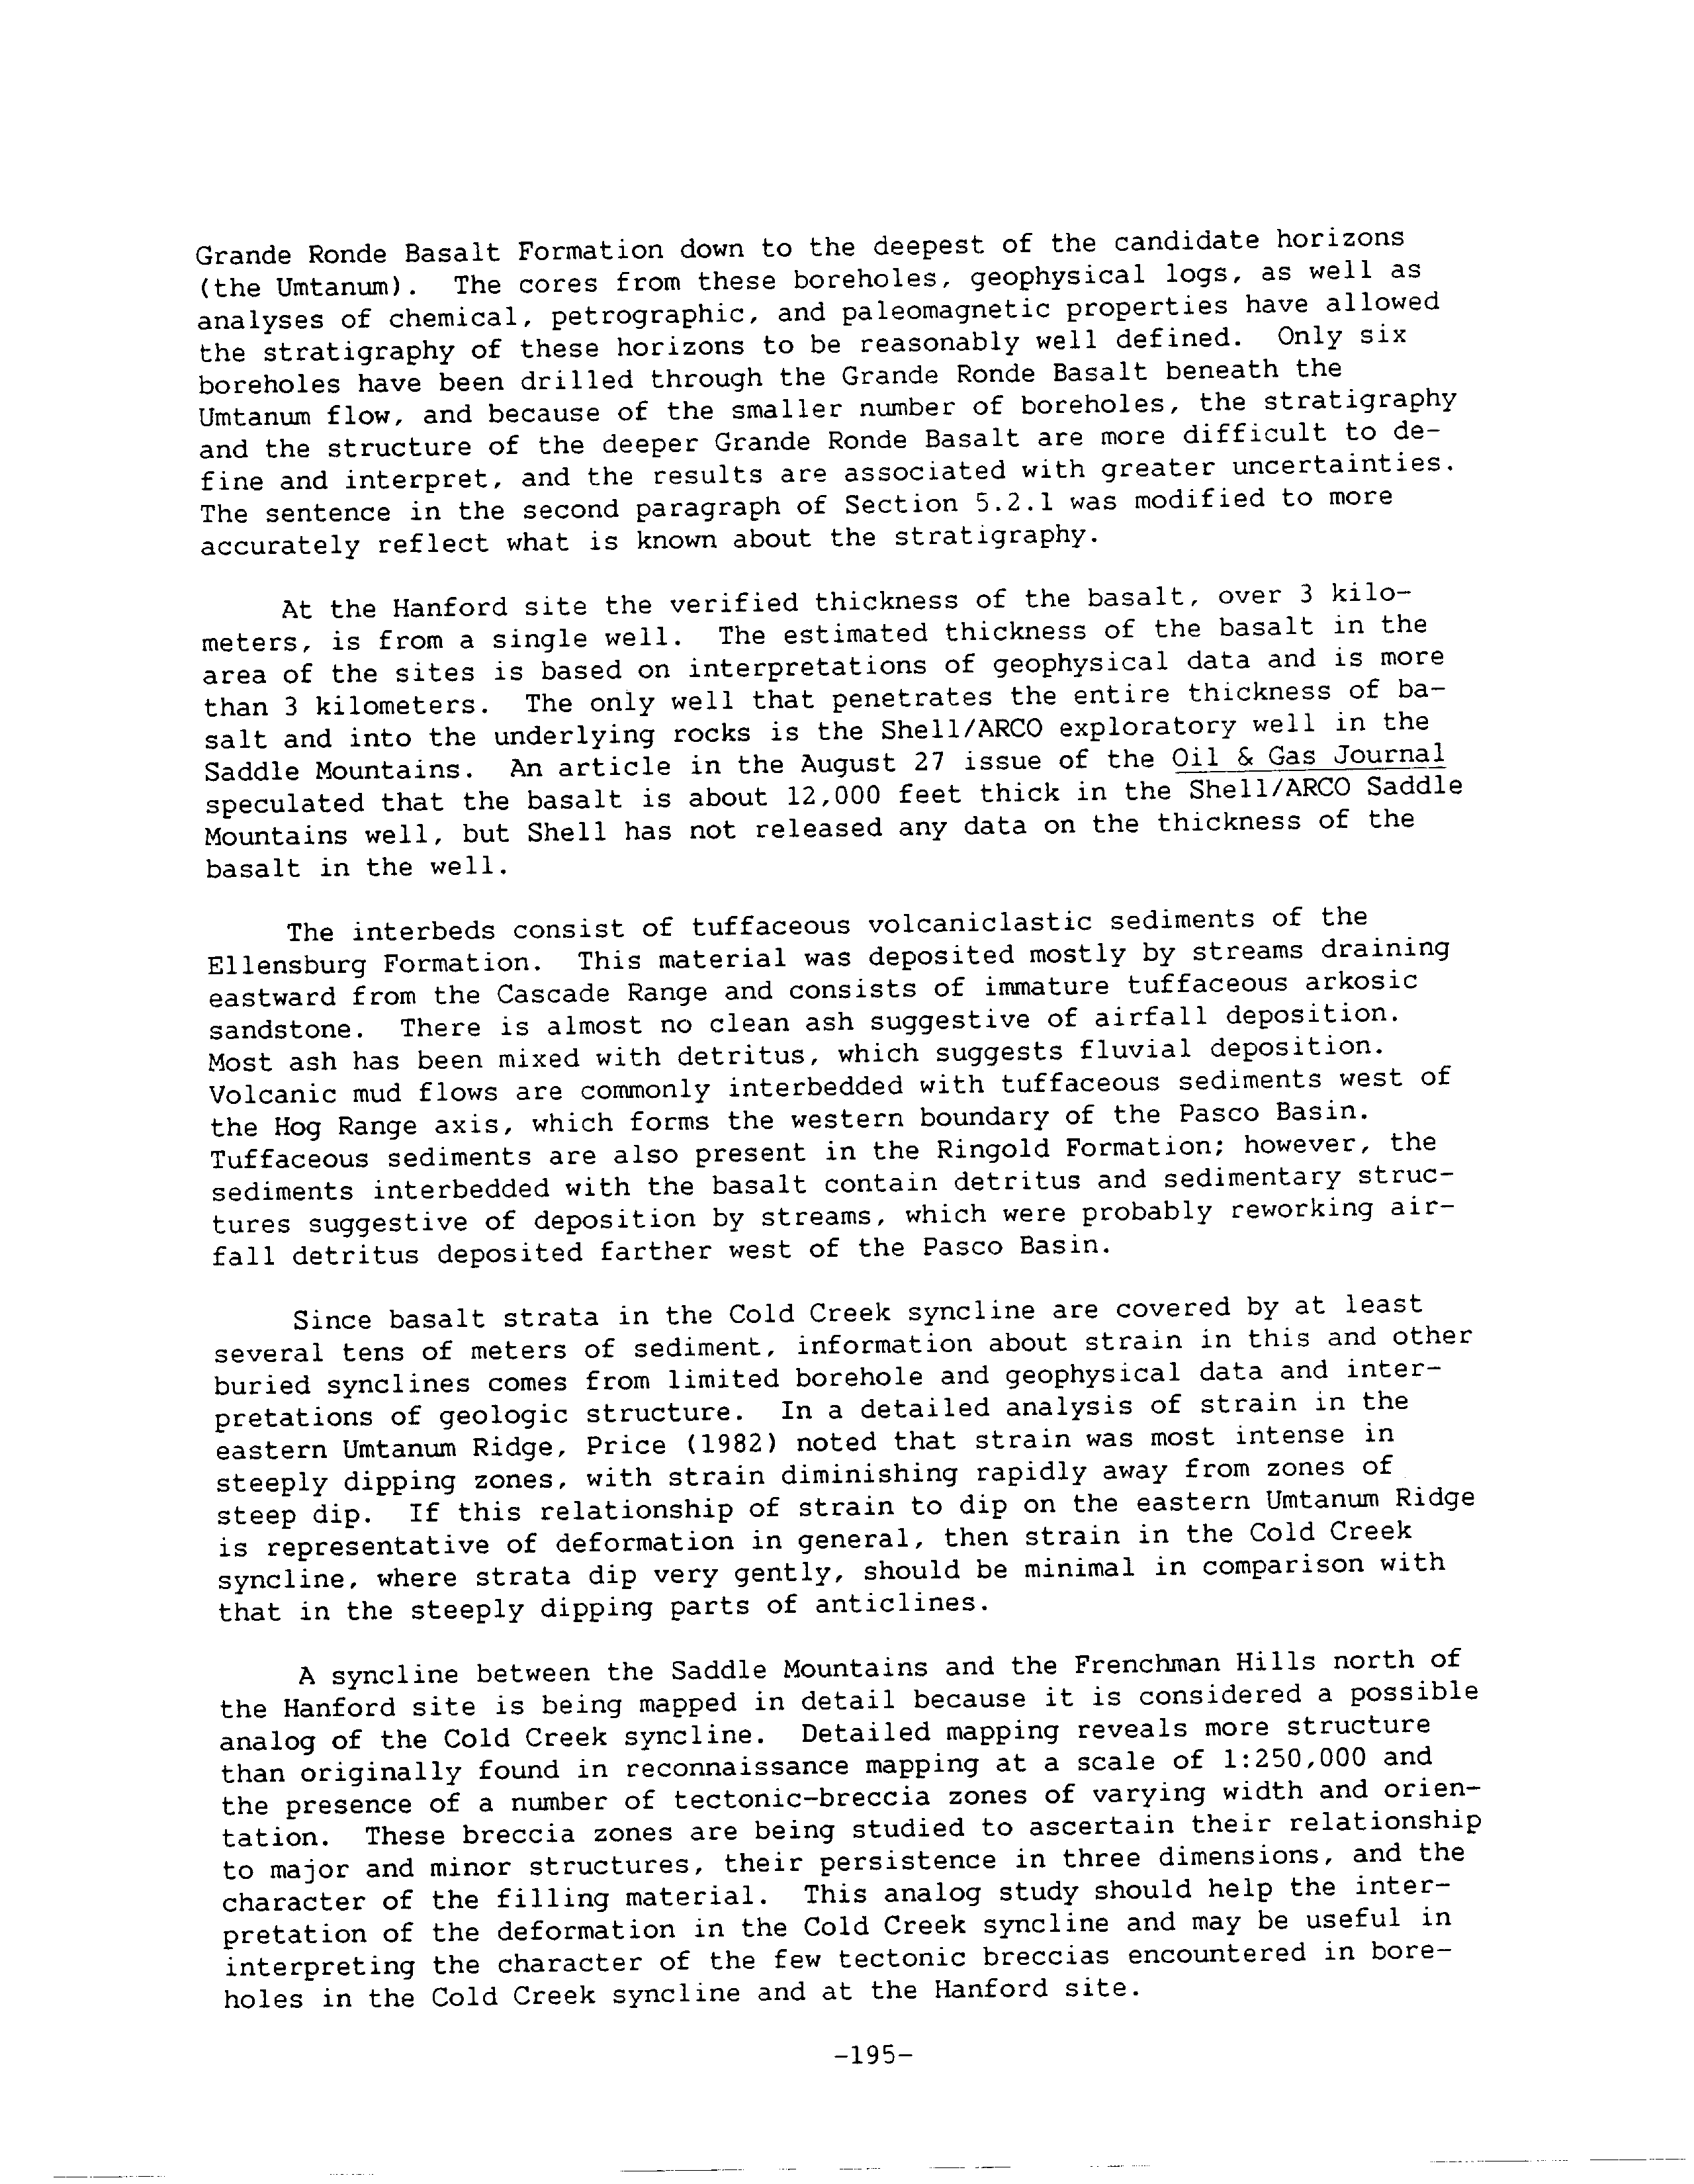 Grande Ronde Basalt Formation down to the deepest of the candidate horizons
(the Umtanum).  The cores from these boreholes, geophysical logs, as well as
analyses of chemical, petrographic, and paleomagnetic properties have allowed
the stratigraphy of these horizons to be reasonably well defined.  Only six
boreholes have been drilled through the Grande Ronde Basalt beneath the
Umtanum flow, and because of the smaller number of boreholes, the stratigraphy
and the structure of the deeper Grande Ronde Basalt are more difficult to de-
fine and interpret, and the results are associated with greater uncertainties.
The sentence in the second paragraph of Section 5.2.1 was modified to more
accurately reflect what is known about the stratigraphy.
At the Hanford site the verified thickness of the basalt, over 3 kilo-
meters, is from a single well.  The estimated thickness of the basalt in the
area of the sites is based on interpretations of geophysical data and is more
than 3 kilometers.  The only well that penetrates the entire thickness of ba-
salt and into the underlying rocks is the Shell/ARCO exploratory well in the
Saddle Mountains.  An article in the August 27 issue of the Oil & Gas Journal
speculated that the basalt is about 12,000 feet thick in the Shell/ARCO Saddle
Mountains well, but Shell has not released any data on the thickness of the
basalt in the well.
The interbeds consist of tuffaceous volcaniclastic sediments of the
Ellensburg Formation.  This material was deposited mostly by streams draining
eastward from the Cascade Range and consists of immature tuffaceous arkosic
sandstone.  There is almost no clean ash suggestive of airfall deposition.
Most ash has been mixed with detritus, which suggests fluvial deposition.
Volcanic mud flows are commonly interbedded with tuffaceous sediments west of
the Hog Range axis, which forms the western boundary of the Pasco Basin.
Tuffaceous sediments are also present in the Ringold Formation; however, the
sediments interbedded with the basalt contain detritus and sedimentary struc-
tures suggestive of deposition by streams, which were probably reworking air-
fall detritus deposited farther west of the Pasco Basin.
Since basalt strata in the Cold Creek syncline are covered by at least
several tens of meters of sediment, information about strain in this and other
buried synclines comes from limited borehole and geophysical data and inter-
pretations of geologic structure.  In a detailed analysis of strain in the
eastern Umtanum Ridge, Price (1982) noted that strain was most intense in
steeply dipping zones, with strain diminishing rapidly away from zones of
steep dip.  If this relationship of strain to dip on the eastern Umtanum Ridge
is representative of deformation in general, then strain in the Cold Creek
syncline, where strata dip very gently, should be minimal in comparison with
that in the steeply dipping parts of anticlines.
A syncline between the Saddle Mountains and the Frenchman Hills north of
the Hanford site is being mapped in detail because it is considered a possible
analog of the Cold Creek syncline.  Detailed mapping reveals more structure
than originally found in reconnaissance mapping at a scale of 1:250,000 and
the presence of a number of tectonic-breccia zones of varying width and orien-
tation.  These breccia zones are being studied to ascertain their relationship
to major and minor structures, their persistence in three dimensions, and the
character of the filling material.  This analog study should help the inter-
pretation of the deformation in the Cold Creek syncline and may be useful in
interpreting the character of the few tectonic breccias encountered in bore-
holes in the Cold Creek syncline and at the Hanford site.
-195-